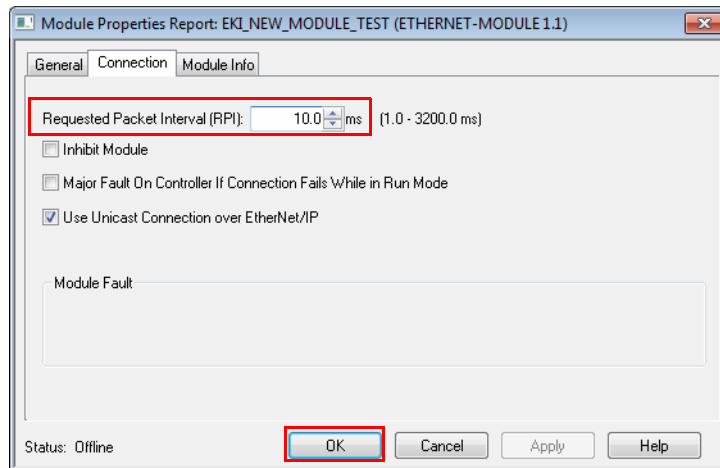 Module Properties Report: EKI_NEW_MODULE_TEST (ETHERNET-MODULE 1.1)
General Connection Module Info
Requested Packet Interval (RPI): 10.0 ms (1.0 - 3200.0 ms)
Inhibit Module
Major Fault On Controller If Connection Fails While in Run Mode
Use Unicast Connection over EtherNet/IP
Module Fault
Status: Offline OK Cancel Apply Help